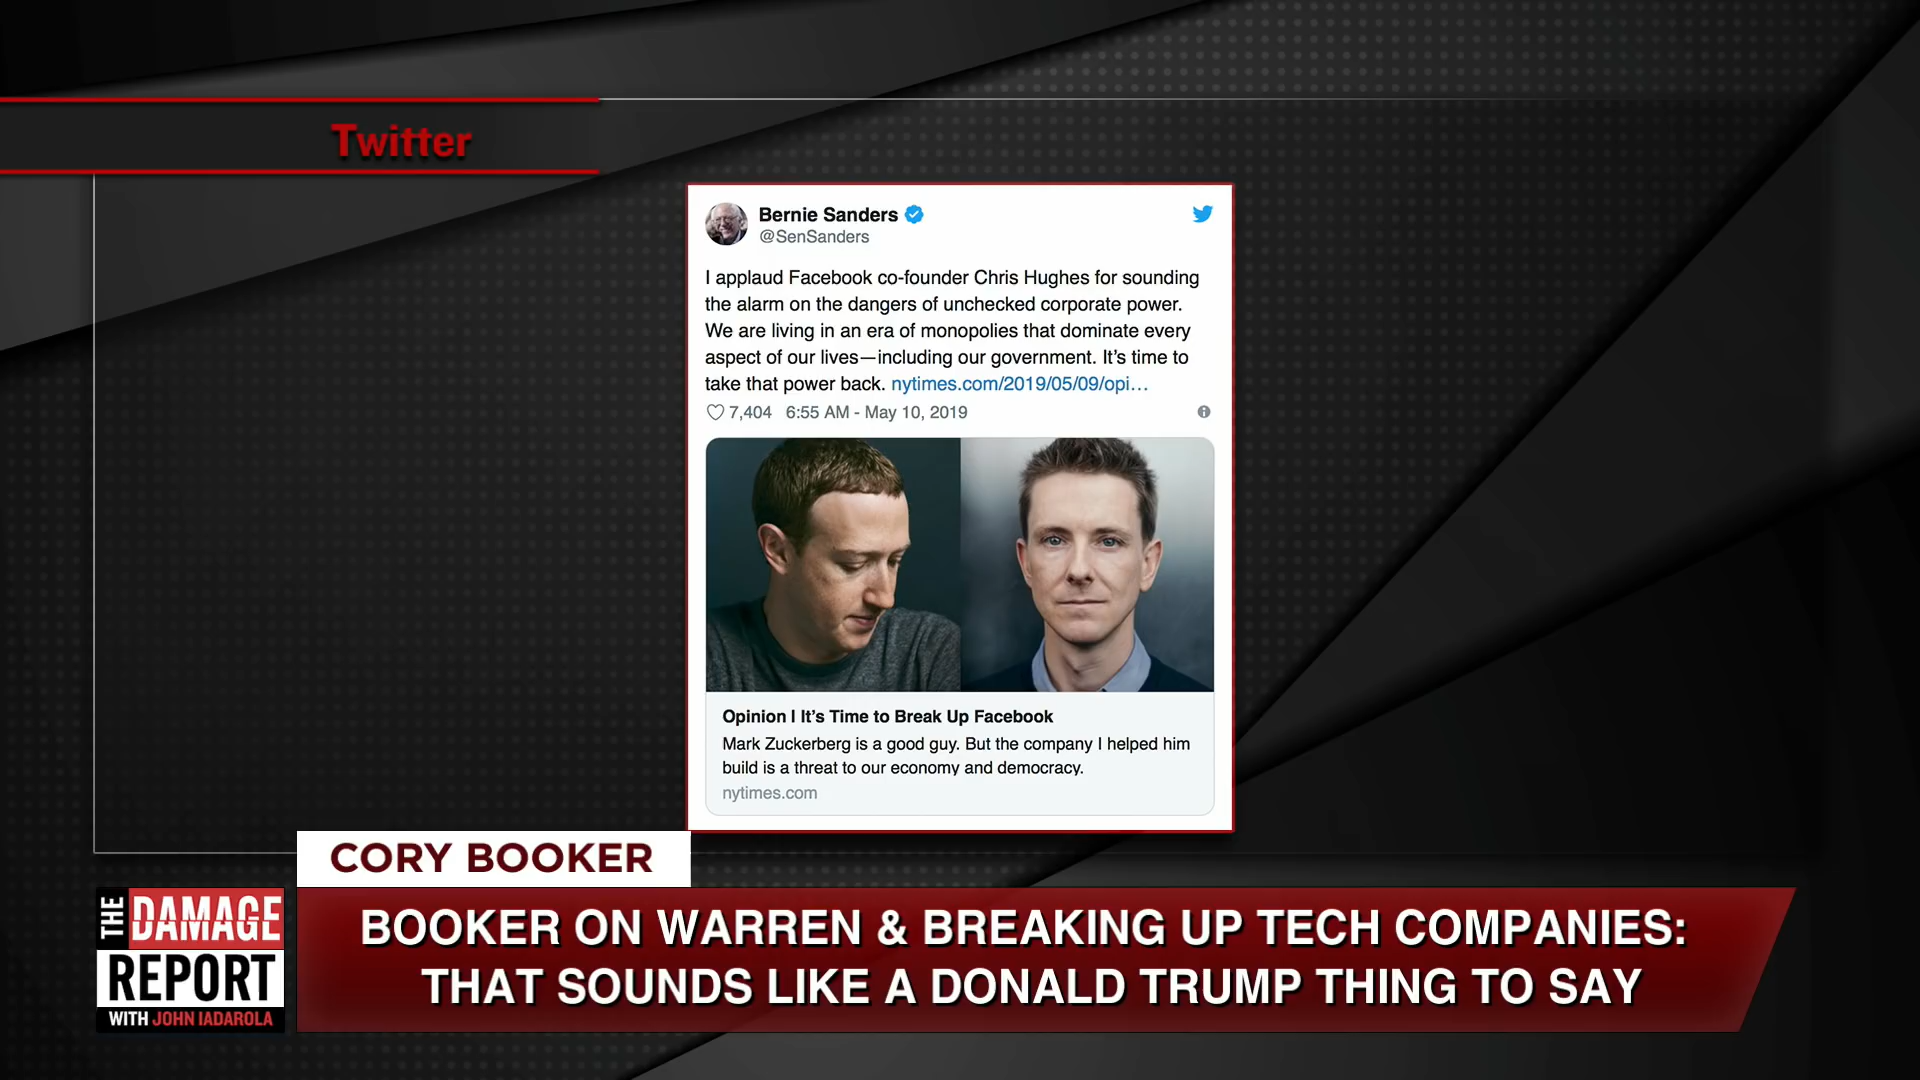 Twitter
Bernie Sanders
@SenSanders
I applaud Facebook co-founder Chris Hughes for sounding
the alarm on the dangers of unchecked corporate power.
We are living in an era of monopolies that dominate every
aspect of our lives—including our government. It's time to
take that power back. nytimes.com/2019/05/09/opi…
7,404 6:55 AM - May 10, 2019
Opinion | It's Time to Break Up Facebook
Mark Zuckerberg is a good guy. But the company I helped him
build is a threat to our economy and democracy.
nytimes.com
CORY BOOKER
BOOKER ON WARREN & BREAKING UP TECH COMPANIES:
THAT SOUNDS LIKE A DONALD TRUMP THING TO SAY
THE DAMAGE
REPORT
WITH JOHN IADAROLA